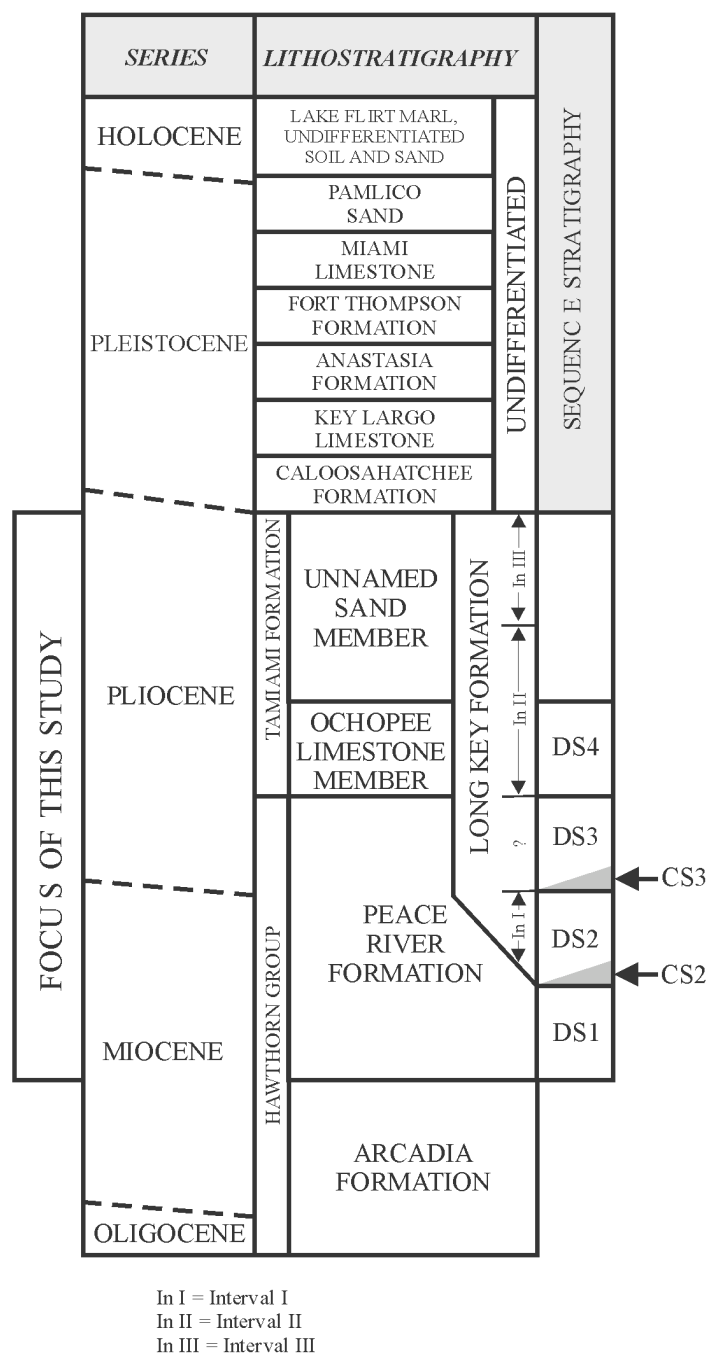 SERIES
LITHOSTRATIGRAPHY
SEQUENCE STRATIGRAPHY
HOLOCENE
LAKE FLIRT MARL,
UNDIFFERENTIATED
SOIL AND SAND
UNDIFFERENTIATED
PLEISTOCENE
PAMLICO
SAND
MIAMI
LIMESTONE
FORT THOMPSON
FORMATION
ANASTASIA
FORMATION
KEY LARGO
LIMESTONE
CALOOSAHATCHEE
FORMATION
FOCUS OF THIS STUDY
PLIOCENE
TAMIAMI FORMATION
UNNAMED
SAND
MEMBER
OCHOPEE
LIMESTONE
MEMBER
LONG KEY FORMATION
In III
In II
?
In I
DS4
DS3
CS3
DS2
CS2
DS1
MIOCENE
HAWTHORN GROUP
PEACE
RIVER
FORMATION
ARCADIA
FORMATION
OLIGOCENE
In I = Interval I
In II = Interval II
In III = Interval III